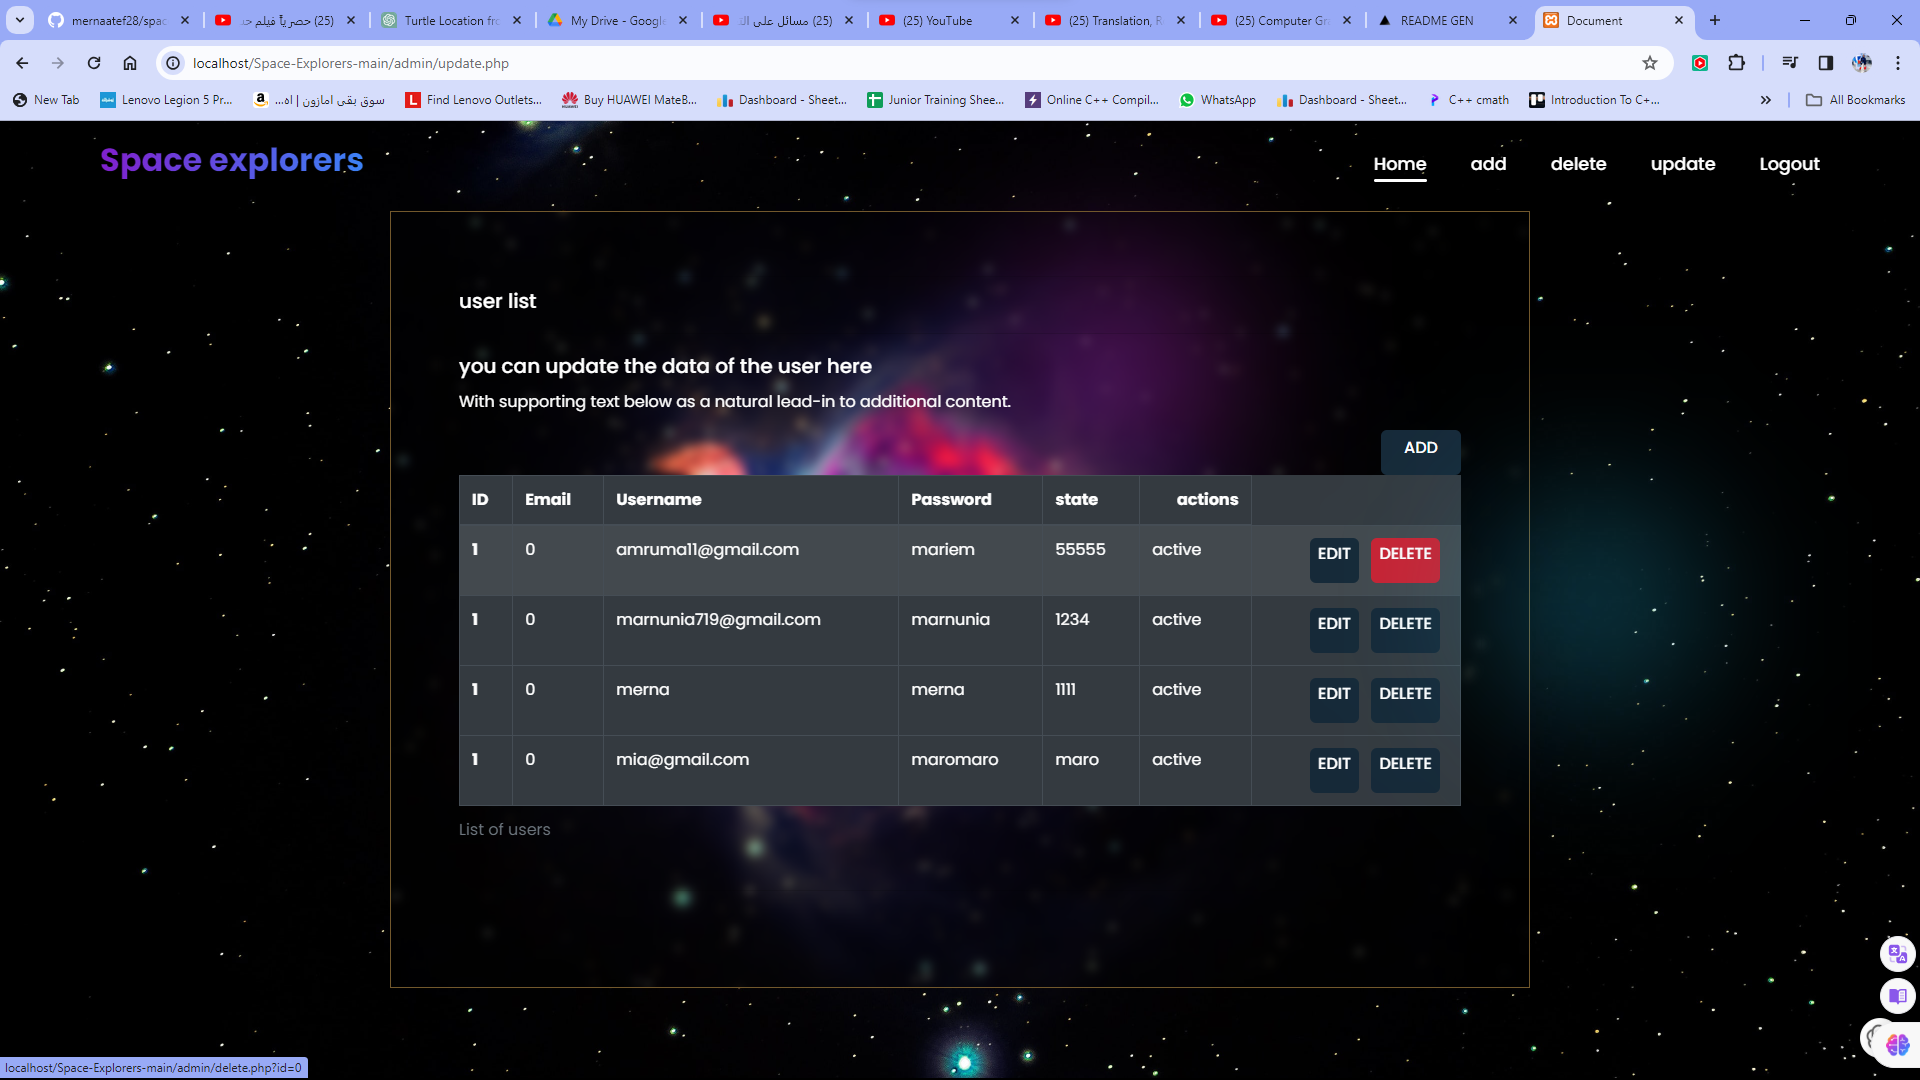 mernaatef28/spac
(25) حصرياً فيلم حد
Turtle Location fro
My Drive - Google
(25) مسائل على ال
(25) YouTube
(25) Translation, R
(25) Computer Gr
README GEN
Document
localhost/Space-Explorers-main/admin/update.php
New Tab
Lenovo Legion 5 Pr...
سوق بقى امازون | اه...
Find Lenovo Outlets...
Buy HUAWEI MateB...
Dashboard - Sheet...
Junior Training Shee...
Online C++ Compil...
WhatsApp
Dashboard - Sheet...
C++ cmath
Introduction To C+...
All Bookmarks
Space explorers
Home add delete update Logout
user list
you can update the data of the user here
With supporting text below as a natural lead-in to additional content.
ADD
ID Email Username Password state actions
1 0 amruma11@gmail.com mariem 55555 active EDIT DELETE
1 0 marnunia719@gmail.com marnunia 1234 active EDIT DELETE
1 0 merna merna 1111 active EDIT DELETE
1 0 mia@gmail.com maromaro maro active EDIT DELETE
List of users
localhost/Space-Explorers-main/admin/delete.php?id=0